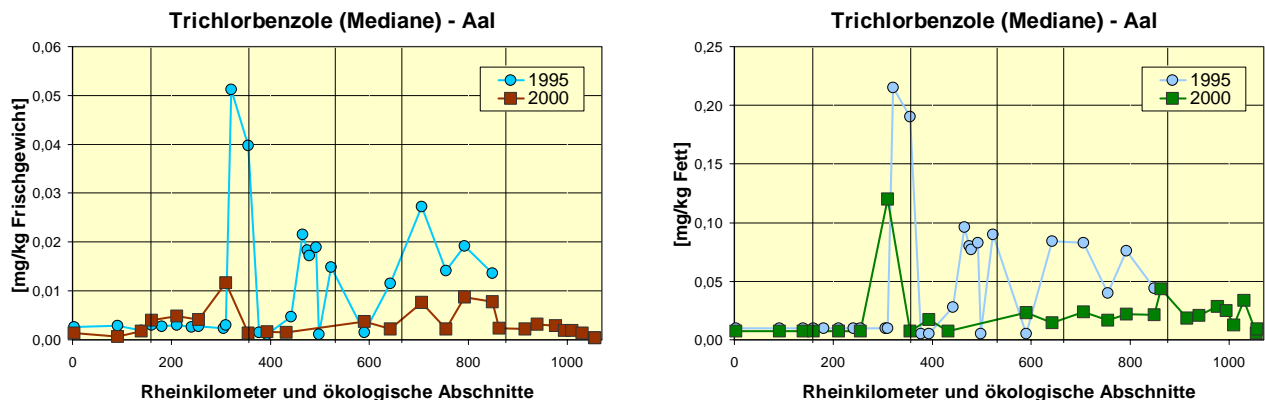 Trichlorbenzole (Mediane) - Aal
[mg/kg Frischgewicht]
0,06
0,05
0,04
0,03
0,02
0,01
0,00
1995
2000
0 200 400 600 800 1000
Rheinkilometer und ökologische Abschnitte
Trichlorbenzole (Mediane) - Aal
[mg/kg Fett]
0,25
0,20
0,15
0,10
0,05
0,00
1995
2000
0 200 400 600 800 1000
Rheinkilometer und ökologische Abschnitte